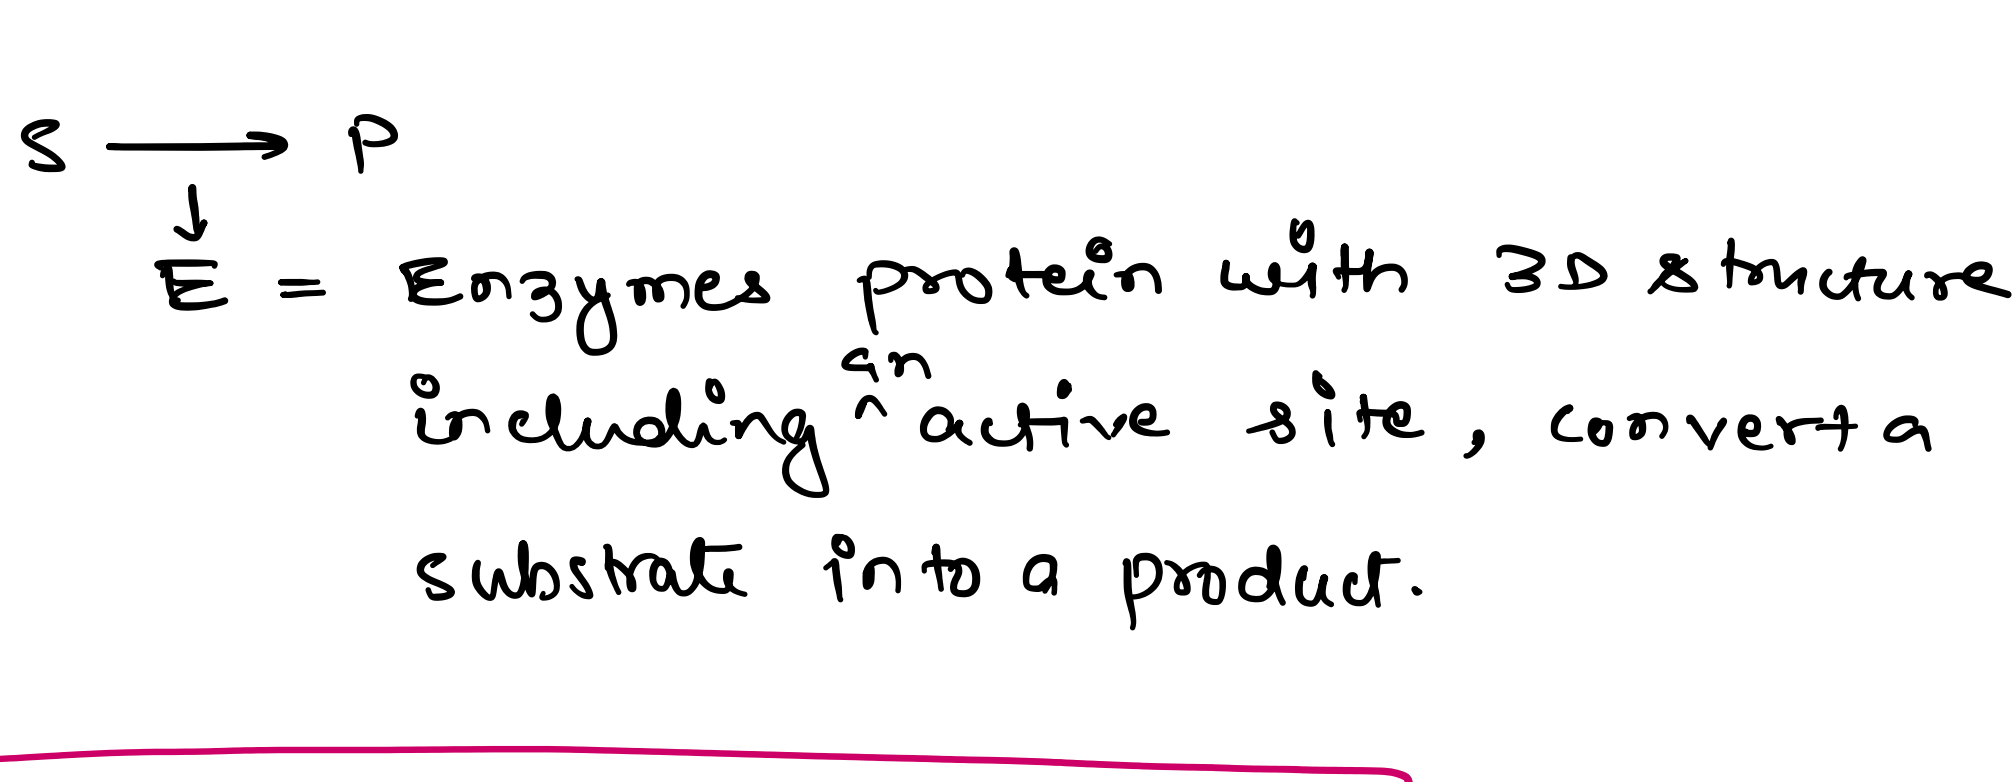 S → P
↓
E = Enzymes protein with 3D structure
including an active site, convert a
substrate into a product.